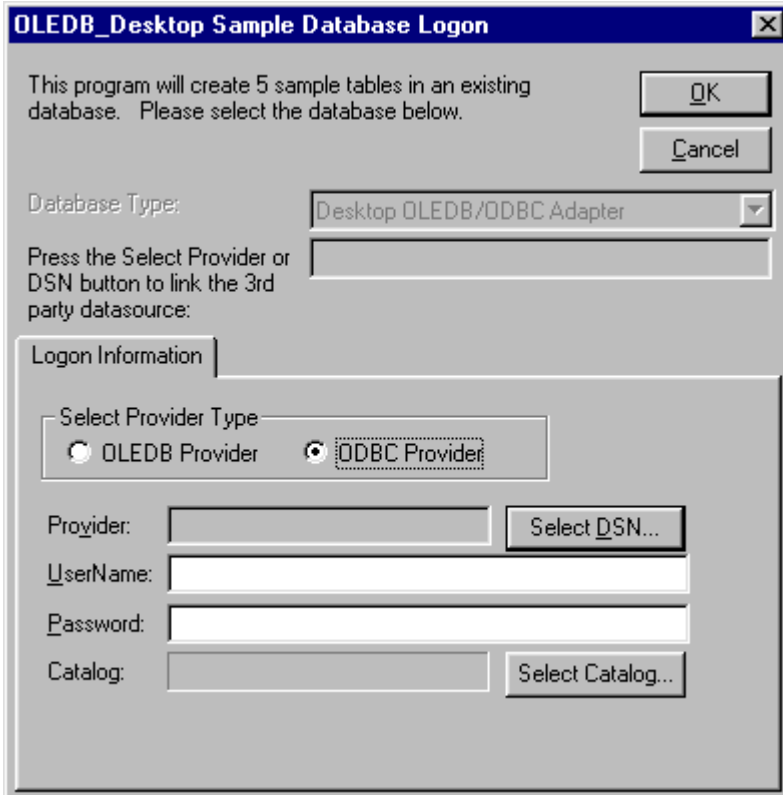 OLEDB_Desktop Sample Database Logon
This program will create 5 sample tables in an existing
database. Please select the database below.
OK
Cancel
Database Type:
Desktop OLEDB/ODBC Adapter
Press the Select Provider or
DSN button to link the 3rd
party datasource:
Logon Information
Select Provider Type
OLEDB Provider
ODBC Provider
Provider:
Select DSN...
UserName:
Password:
Catalog:
Select Catalog...